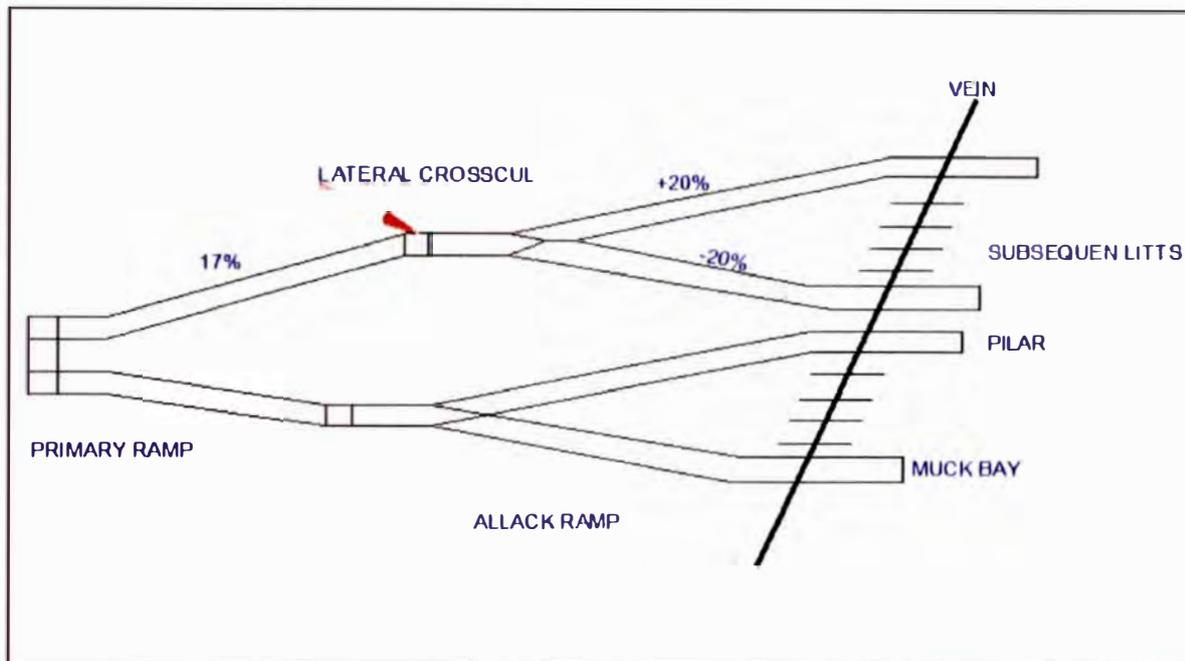 VEIN
LATERAL CROSSCUL
+20%
17%
-20%
SUBSEQUEN LITTS
PILAR
PRIMARY RAMP
MUCK BAY
ALLACK RAMP